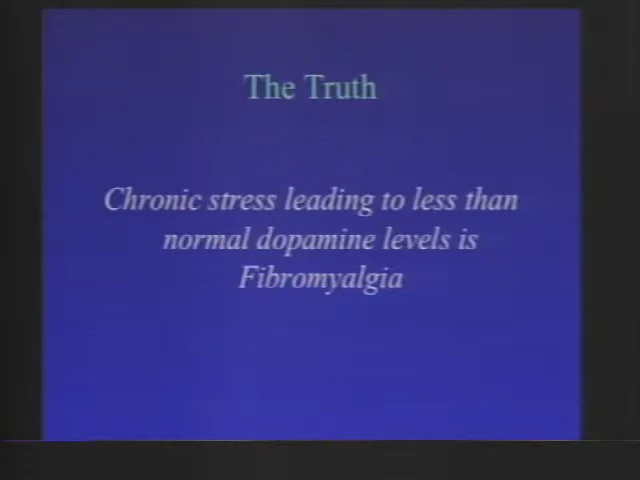 The Truth
Chronic stress leading to less than
normal dopamine levels is
Fibromyalgia